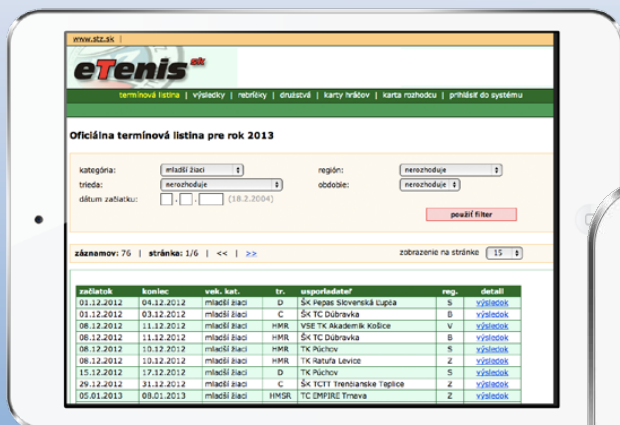 www.stz.sk |
eTenis sk
termínová listina | výsledky | rebríčky | družstvá | karty hráčov | karta rozhodcu | prihlásiť do systému
Oficiálna termínová listina pre rok 2013
kategória: mladší žiaci región: nerozhoduje
trieda: nerozhoduje obdobie: nerozhoduje
dátum začiatku: . . (18.2.2004)
použiť filter
záznamov: 76 | stránka: 1/6 | << | >> zobrazenie na stránke 15
začiatok koniec vek. kat. tr. usporiadateľ reg. detail
01.12.2012 04.12.2012 mladší žiaci D ŠK Pepas Slovenská Ľupča S výsledok
01.12.2012 03.12.2012 mladší žiaci C ŠK TC Dúbravka B výsledok
08.12.2012 11.12.2012 mladší žiaci HMR VŠE TK Akademik Košice V výsledok
08.12.2012 11.12.2012 mladší žiaci HMR ŠK TC Dúbravka B výsledok
08.12.2012 10.12.2012 mladší žiaci HMR TK Púchov S výsledok
08.12.2012 10.12.2012 mladší žiaci HMR TK Ratufa Levice Z výsledok
15.12.2012 17.12.2012 mladší žiaci D TK Púchov S výsledok
29.12.2012 31.12.2012 mladší žiaci C ŠK TCTT Trenčianske Teplice Z výsledok
05.01.2013 08.01.2013 mladší žiaci HMSR TC EMPIRE Trnava Z výsledok